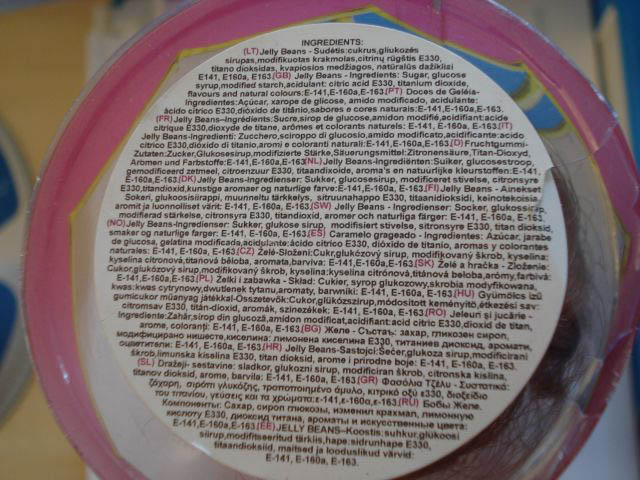 INGREDIENTS:
(LT)Jelly Beans - Sudėtis:cukrus,gliukozės
sirupas,modifikuotas krakmolas,citrinų rūgštis E330,
titano dioksidas, kvapiosios medžiagos, natūralūs dažikliai
E141, E160a, E-163.(GB) Jelly Beans - Ingredients: Sugar, glucose
syrup,modified starch,acidulant: citric acid E330, titanium dioxide,
flavours and natural colours:E-141,E-160a,E-163.(PT) Doces de Geléia-
Ingredientes:Açúcar, xarope de glicose, amido modificado, acidulante:
ácido cítrico E330,dióxido de titânio,sabores e cores naturais:E-141,E-160a,E-163.
(FR)Jelly Beans–Ingrédients:Sucre,sirop de glucose,amidon modifié,acidifiant:acide
citrique E330,dioxyde de titane, arômes et colorants naturels: E-141, E-160a, E-163.(IT)
Jelly Beans-Ingredienti: Zucchero,sciroppo di glucosio,amido modificato,acidificante:acido
citrico E330,diossido di titanio,aromi e coloranti naturali:E-141,E-160a,E-163.(D)Fruchtgummi-
Zutaten:Zucker,Glukosesirup,modifizierte Stärke,Säuerungsmittel:Zitronensäure,Titan-Dioxyd,
Aromen und Farbstoffe:E-141,E-160a,E-163(NL)Jelly Beans-Ingrediënten: Suiker, glucosestroop,
gemodificeerd zetmeel, citroenzuur E330, titaandioxide, aroma's en natuurlijke kleurstoffen:E-141,
E-160a,E-163.(DK)Jelly Beans-Ingredienser: Sukker, glukosesirup, modificeret stivelse, citronsyre
E330,titandioxid,kunstige aromaer og naturlige farve:E-141,E-160a,E-163.(FI)Jelly Beans - Ainekset
Sokeri, glukoosisiirappi, muunneltu tärkkelys, sitruunahappo E330, titaanidioksidi, keinotekoisia
aromit ja luonnolliset värit: E-141, E-160a, E-163.(SW) Jelly Beans - Ingredienser: Socker, glukossirap,
modifierad stärkelse, citronsyra E330, titandioxid, aromer och naturliga färger: E-141, E-160a, E-163.
(NO)Jelly Beans-Ingredienser: Sukker, glukose sirup, modifisiert stivelse, sitronsyre E330, titan dioksid,
smaker og naturlige farger: E-141, E-160a, E-163.(ES) Caramelo grageado - Ingredientes: Azúcar, jarabe
de glucosa, gelatina modificada,acidulante:ácido cítrico E330, dióxido de titanio, aromas y colorantes
naturales: E-141, E-160a, E-163.(CZ) Želé-Složení:Cukr,glukózový sirup, modifikovaný škrob, kyselina:
kyselina citronová,titanová běloba, aromata,barviva: E-141, E-160a, E-163.(SK) Želé a hračka - Zloženie:
Cukor,glukózový sirup,modifikovaný škrob, kyselina:kyselina citrónová,titánová beloba,arómy,farbivá:
E-141,E-160a,E-163.(PL) Żelki i zabawka - Skład: Cukier, syrop glukozowy,skrobia modyfikowana,
kwas:kwas cytrynowy,dwutlenek tytanu,aromaty, barwniki: E-141, E-160a, E-163.(HU) Gyümölcs ízű
gumicukor műanyag játékkal-Összetevők:Cukor,glükózszirup,módosított keményítő,étkezési sav:
citromsav E330, titán-dioxid, aromák, színezékek: E-141, E-160a, E-163.(RO) Jeleuri și jucărie -
Ingrediente:Zahăr,sirop din glucoză,amidon modificat,acidifiant:acid citric E330,dioxid de titan,
arome, coloranți: E-141, E-160a, E-163.(BG) Желе - Състать: захар, глюкозен сироп,
модифицирано нишесте,киселина: лимонена киселина E330, титаниев диоксид, аромати,
оцветители: E-141, E-160a, E-163.(HR) Jelly Beans-Sastojci:Šećer,glukoza sirup,modificirani
škrob,limunska kiselina E330, titan dioksid, arome i prirodne boje: E-141, E-160a, E-163.
(SL) Dražeji- sestavine: sladkor, glukozni sirup, modificiran škrob, citronska kislina,
titanov dioksid, arome, barvila: E-141, E-160a, E-163.(GR) Φασόλια Τζέλυ - Συστατικά:
ζάχαρη, σιρόπι γλυκόζης, τροποποιημένο άμυλο, κιτρικό οξύ ε330, διοξείδιο
του τιτανίου, γεύσεις και τα χρώματα:ε-141,ε-160α,ε-163.(RU) Бобы Желе.
Компоненты: Сахар, сироп глюкозы, изменил крахмал, лимонную
кислоту E330, диоксид титана, ароматы и искусственные цвета:
E-141,E-160a,E-163.(EE)JELLY BEANS–Koostis:suhkur,glükoosi
siirup,modifitseeritud tärklis,hape:sidrunhape E330,
titaandioksiid, maitsed ja looduslikud värvid:
E-141, E-160a, E-163.